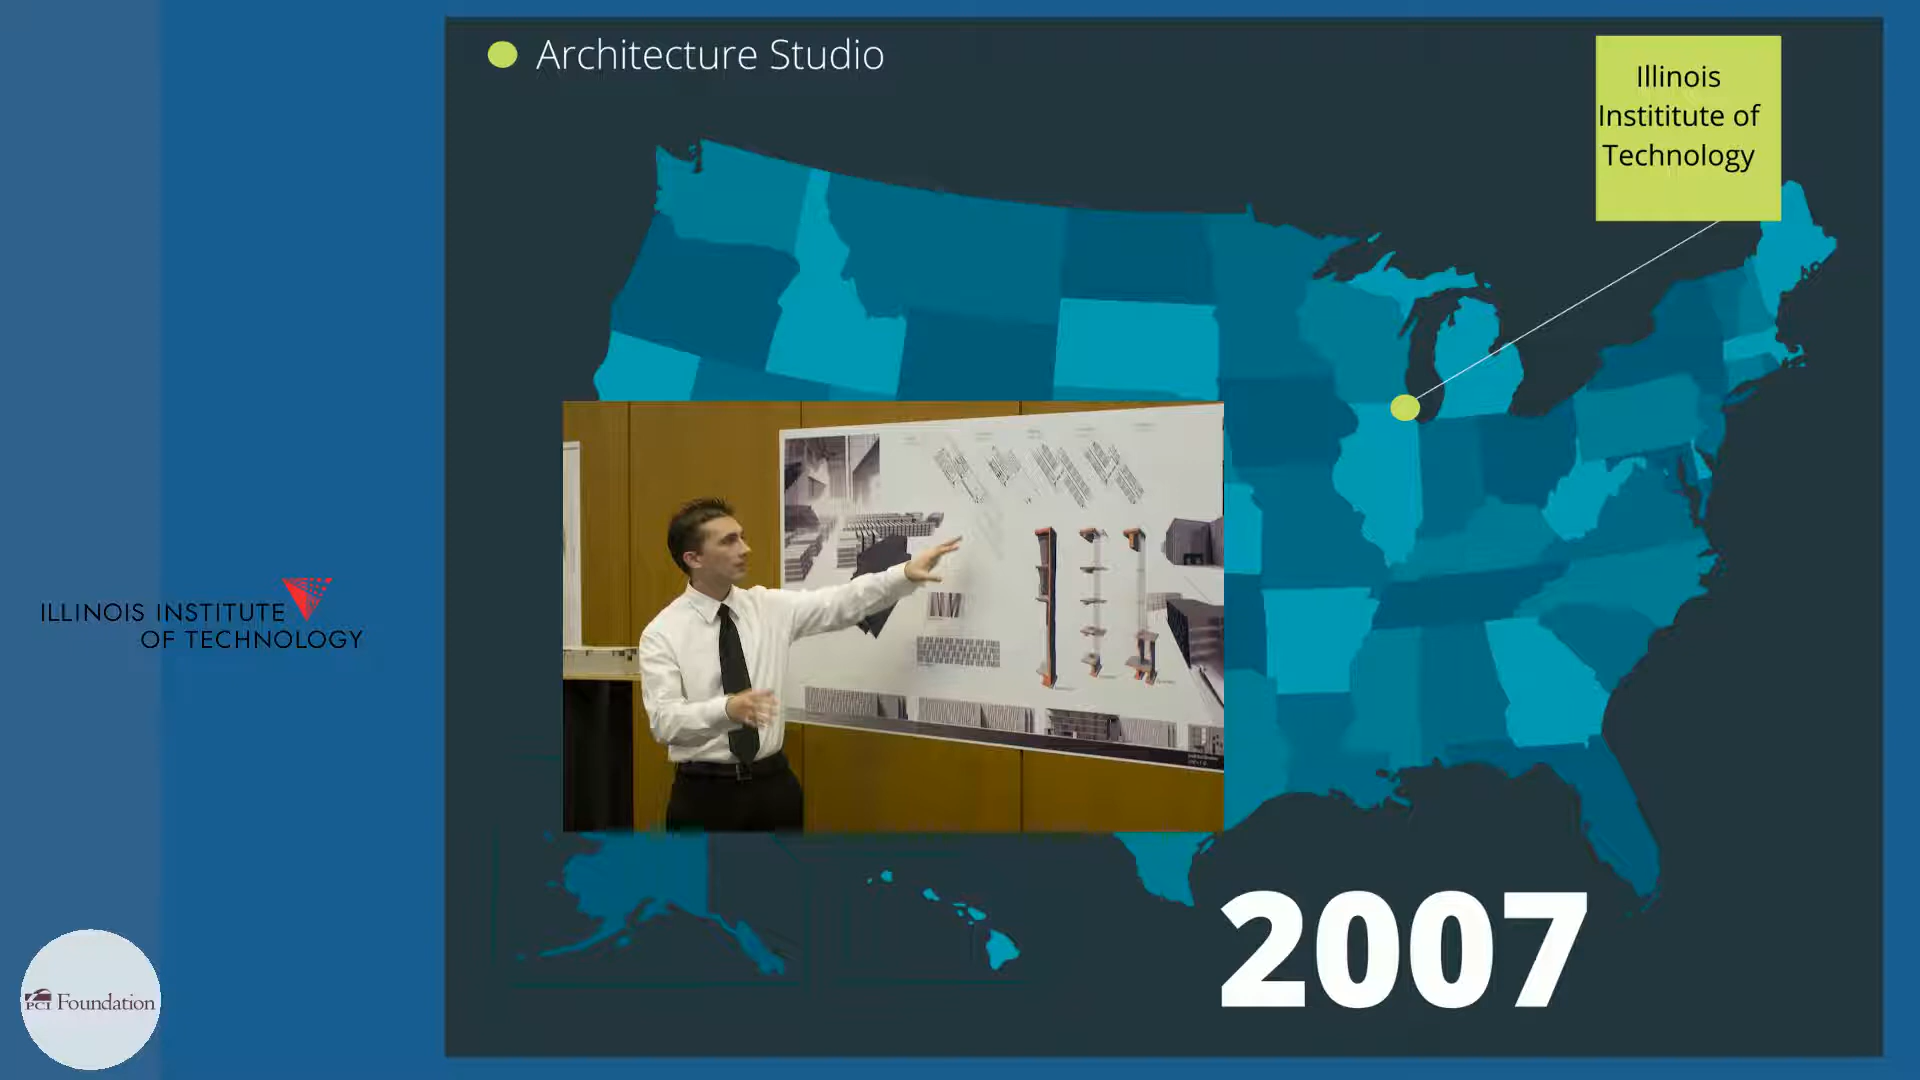 Architecture Studio
Illinois
Instititute of
Technology
ILLINOIS INSTITUTE
OF TECHNOLOGY
PCI Foundation
2007